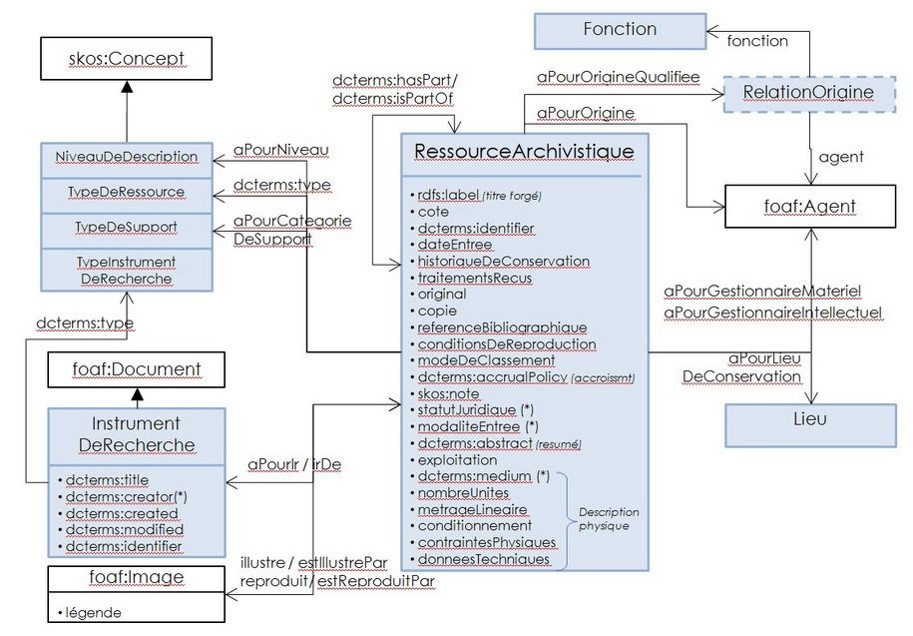 Fonction
fonction
skos:Concept
dcterms:hasPart/
dcterms:isPartOf
aPourOrigineQualifiee
RelationOrigine
aPourOrigine
agent
foaf:Agent
NiveauDeDescription
TypeDeRessource
TypeDeSupport
TypeInstrument
DeRecherche
aPourNiveau
dcterms:type
aPourCategorie
DeSupport
RessourceArchivistique
• rdfs:label (titre forgé)
• cote
• dcterms:identifier
• dateEntree
• historiqueDeConservation
• traitementsRecus
• original
• copie
• referenceBibliographique
• conditionsDeReproduction
• modeDeClassement
• dcterms:accrualPolicy (accroissmt)
• skos:note
• statutJuridique (*)
• modaliteEntree (*)
• dcterms:abstract (resumé)
• exploitation
• dcterms:medium (*)
• nombreUnites
• metrageLineaire
• conditionnement
• contraintesPhysiques
• donneesTechniques
Description
physique
aPourGestionnaireMateriel
aPourGestionnaireIntellectuel
aPourLieu
DeConservation
Lieu
dcterms:type
foaf:Document
Instrument
DeRecherche
• dcterms:title
• dcterms:creator(*)
• dcterms:created
• dcterms:modified
• dcterms:identifier
aPourIr / irDe
illustre / estIllustrePar
reproduit/ estReproduitPar
foaf:Image
• légende